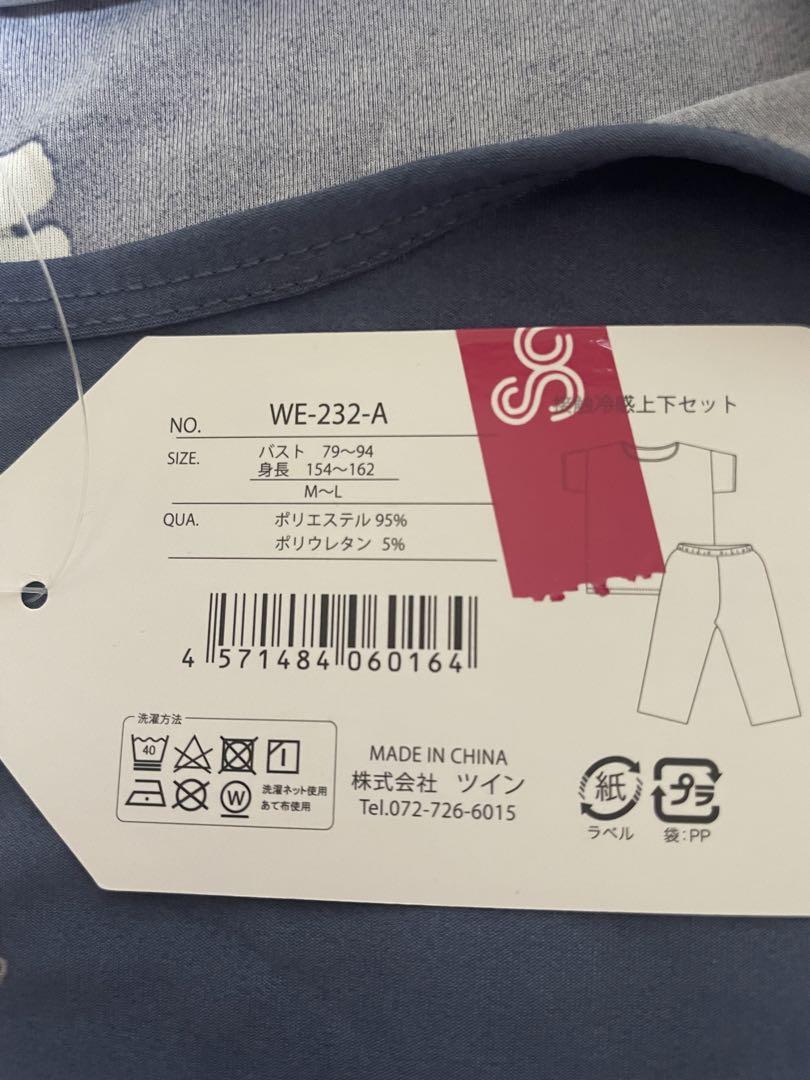 NO. WE-232-A
SIZE. バスト 79〜94
身長 154〜162
M〜L
QUA. ポリエステル 95%
ポリウレタン 5%
4 571484 060164
接触冷感上下セット
洗濯方法
40
W
洗濯ネット使用
あて布使用
MADE IN CHINA
株式会社 ツイン
Tel.072-726-6015
紙
ラベル
プラ
袋:PP